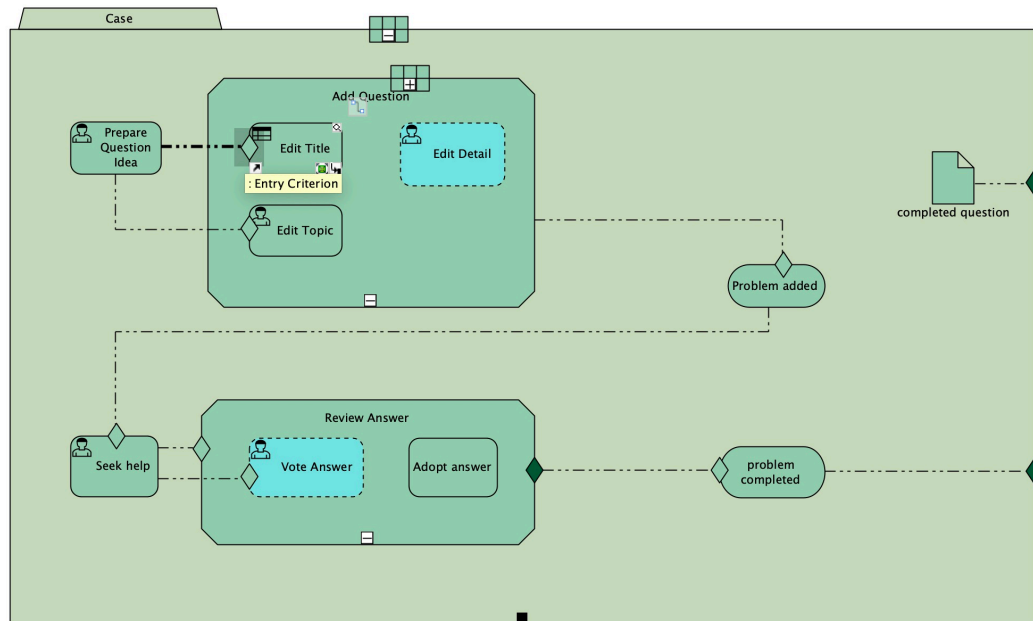 Case
Add Question
Prepare
Question
Idea
Edit Title
Edit Detail
: Entry Criterion
completed question
Edit Topic
Problem added
Review Answer
Seek help
Vote Answer
Adopt answer
problem
completed